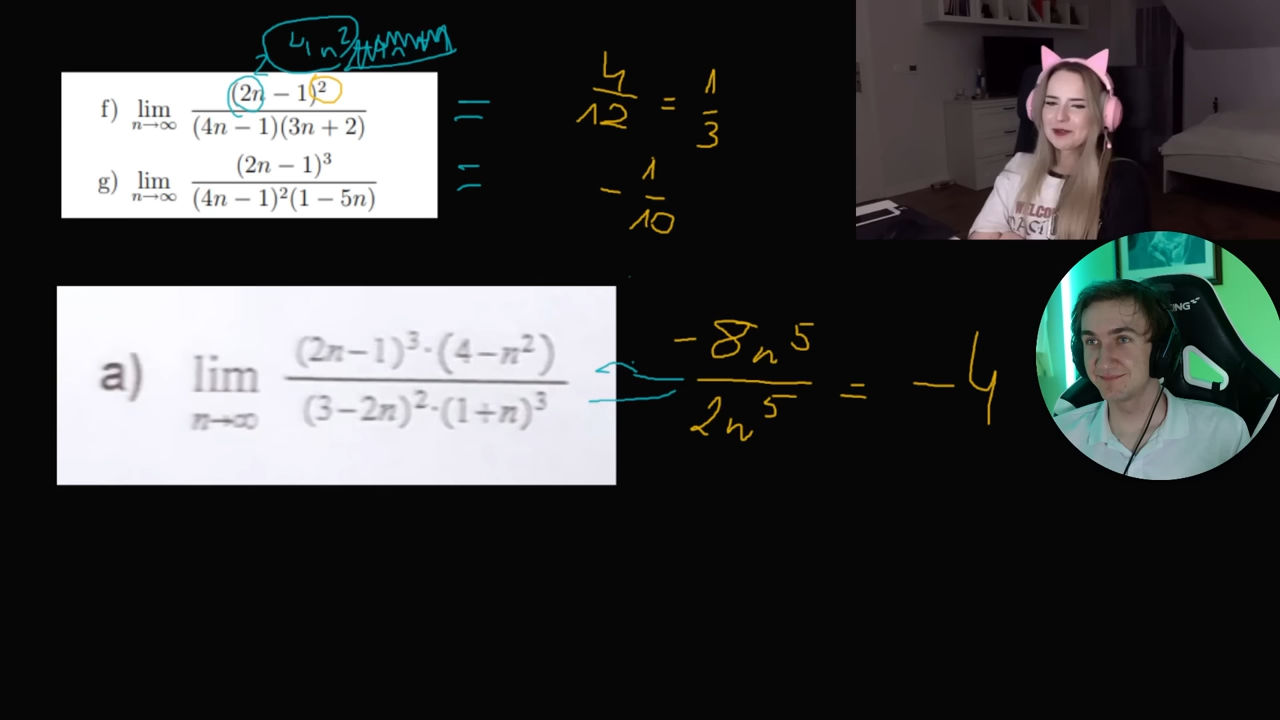 4n²
f) lim n→∞ (2n − 1)² / (4n − 1)(3n + 2) = 4/12 = 1/3
g) lim n→∞ (2n − 1)³ / (4n − 1)²(1 − 5n) = − 1/10
a) lim n→∞ (2n−1)³·(4−n²) / (3−2n)²·(1+n)³ = −8n⁵ / 2n⁵ = −4